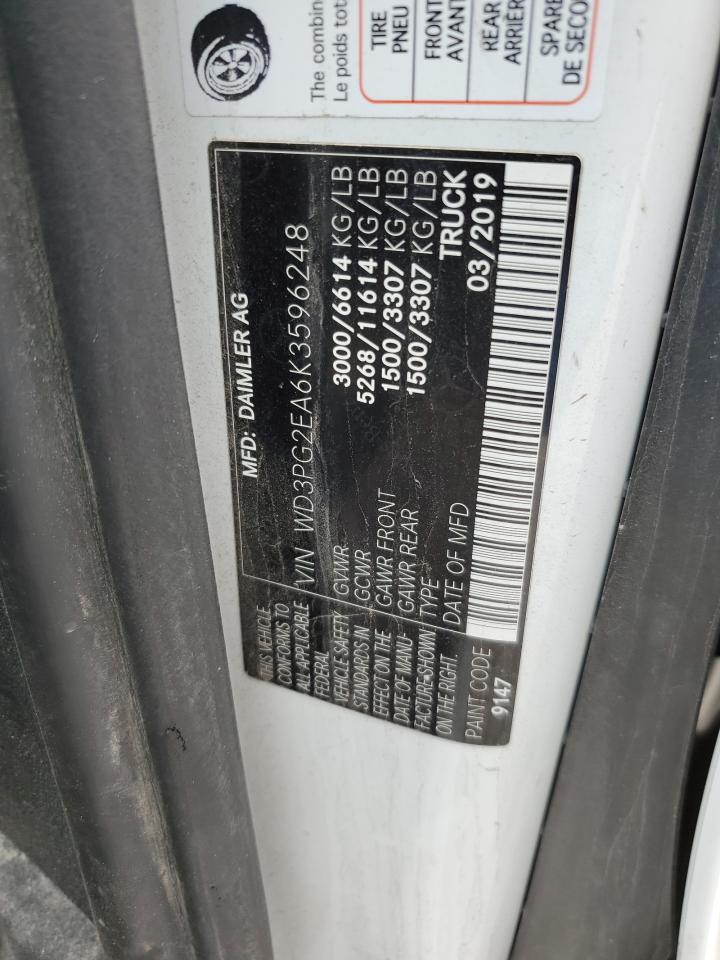 The combin
Le poids tot
TIRE
PNEU
FRONT
AVANT
REAR
ARRIÈRE
SPARE
DE SECO
MFD: DAIMLER AG
VIN WD3PG2EA6K3596248
GVWR 3000/6614 KG/LB
GCWR 5268/11614 KG/LB
GAWR FRONT 1500/3307 KG/LB
GAWR REAR 1500/3307 KG/LB
TYPE TRUCK
DATE OF MFD 03/2019
THIS VEHICLE
CONFORMS TO
ALL APPLICABLE
FEDERAL
VEHICLE SAFETY
STANDARDS IN
EFFECT ON THE
DATE OF MANU-
FACTURE SHOWN
ON THE RIGHT.
PAINT CODE
9147